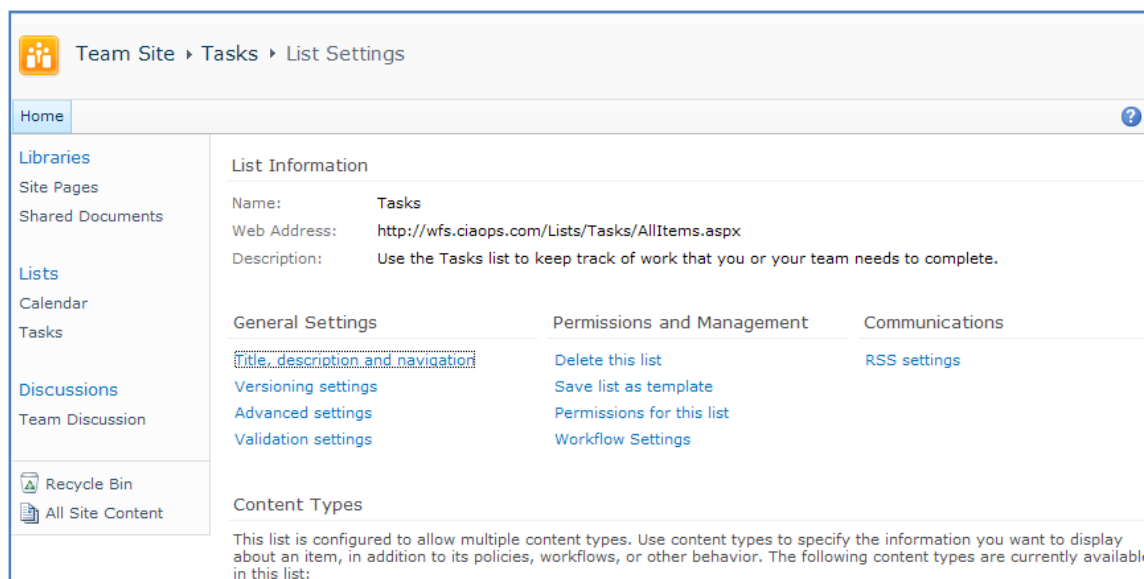 Team Site ▸ Tasks ▸ List Settings
Home
Libraries
Site Pages
Shared Documents
Lists
Calendar
Tasks
Discussions
Team Discussion
Recycle Bin
All Site Content
List Information
Name: Tasks
Web Address: http://wfs.ciaops.com/Lists/Tasks/AllItems.aspx
Description: Use the Tasks list to keep track of work that you or your team needs to complete.
General Settings
Title, description and navigation
Versioning settings
Advanced settings
Validation settings
Permissions and Management
Delete this list
Save list as template
Permissions for this list
Workflow Settings
Communications
RSS settings
Content Types
This list is configured to allow multiple content types. Use content types to specify the information you want to display
about an item, in addition to its policies, workflows, or other behavior. The following content types are currently available
in this list: